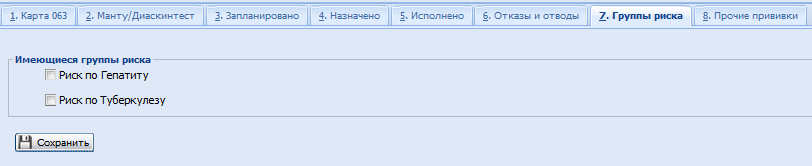 1. Карта 063 2. Манту/Диаскинтест 3. Запланировано 4. Назначено 5. Исполнено 6. Отказы и отводы 7. Группы риска 8. Прочие прививки
Имеющиеся группы риска
Риск по Гепатиту
Риск по Туберкулезу
Сохранить